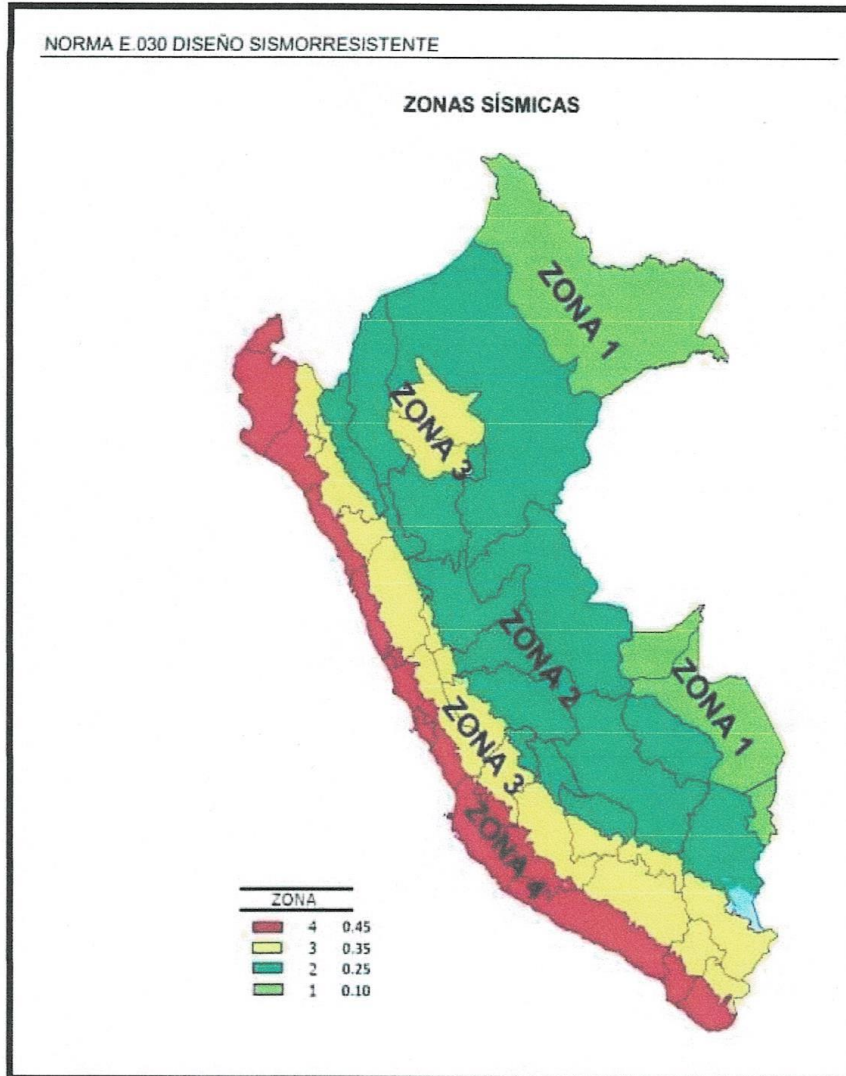 NORMA E.030 DISEÑO SISMORRESISTENTE
ZONAS SÍSMICAS
ZONA 1
ZONA 3
ZONA 2
ZONA 1
ZONA 3
ZONA 4
ZONA
4 0.45
3 0.35
2 0.25
1 0.10